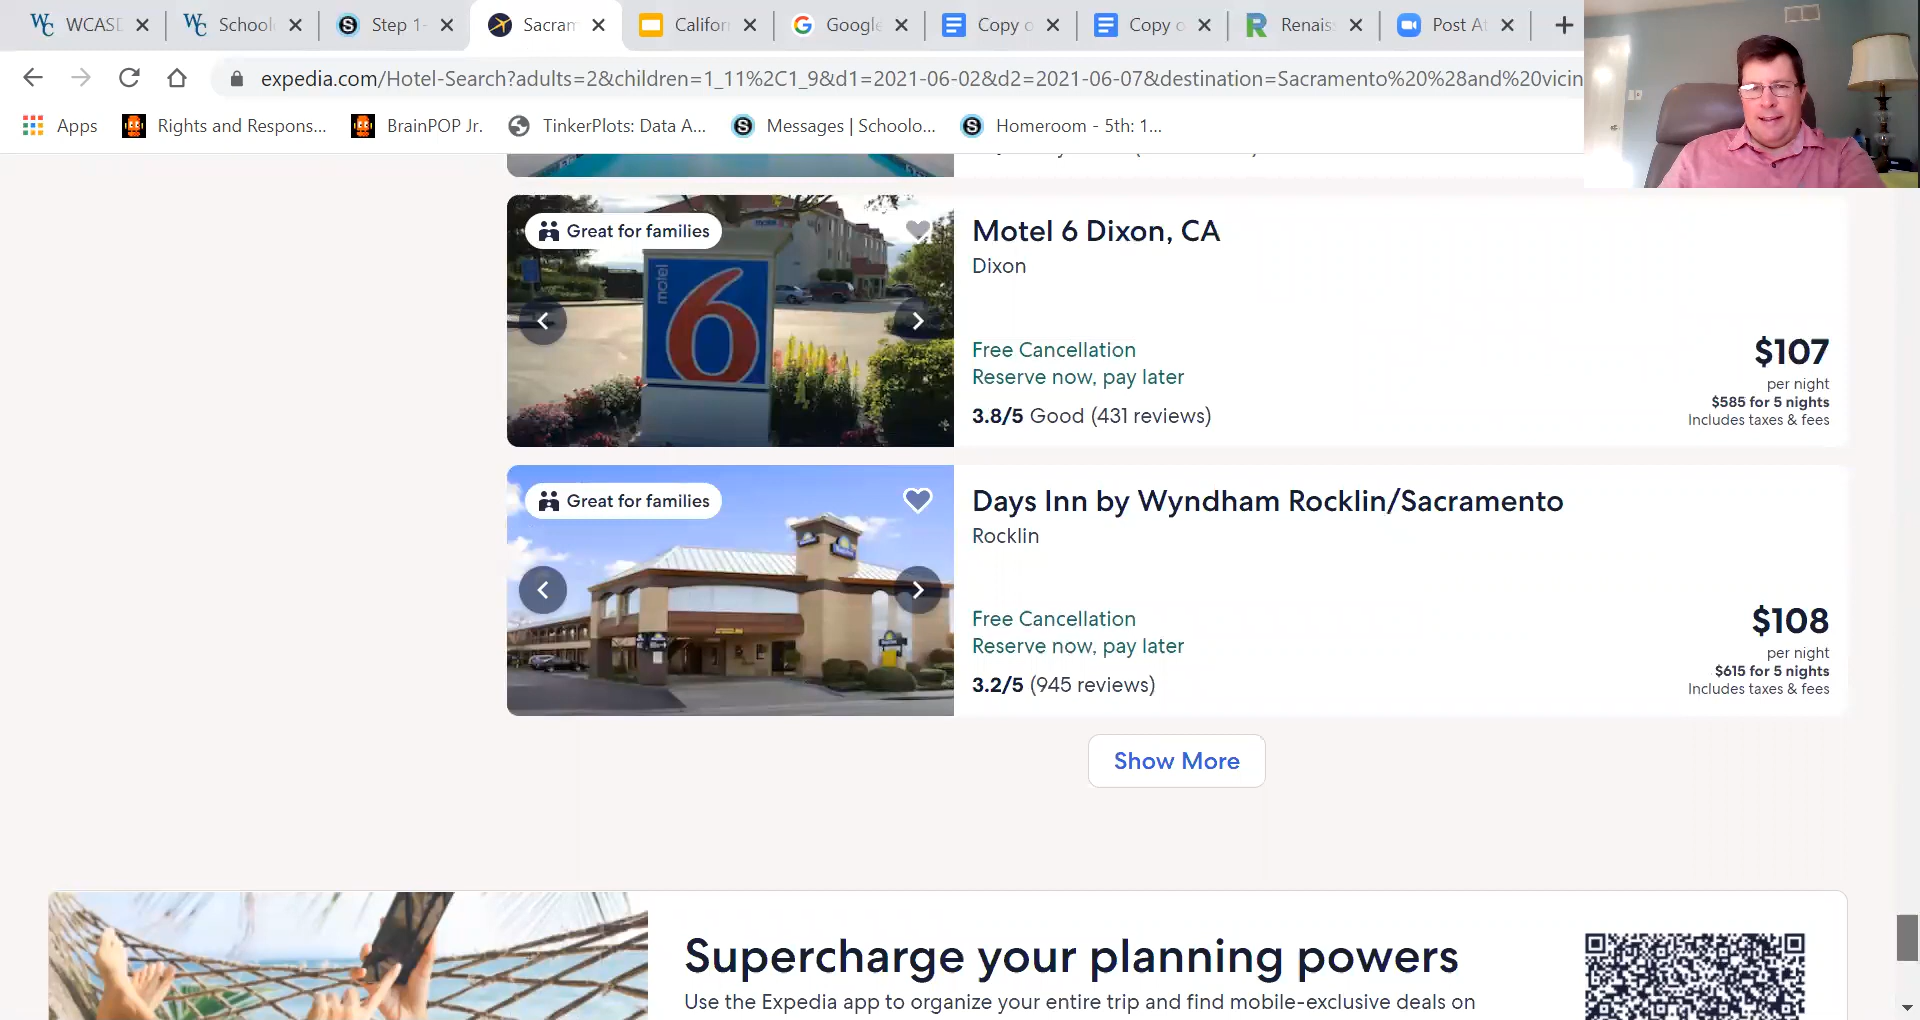 WCASD
School
Step 1-
Sacram
Califor
Google
Copy o
Copy o
Renais
Post At
expedia.com/Hotel-Search?adults=2&children=1_11%2C1_9&d1=2021-06-02&d2=2021-06-07&destination=Sacramento%20%28and%20vicin
Apps
Rights and Respons...
BrainPOP Jr.
TinkerPlots: Data A...
Messages | Schoolo...
Homeroom - 5th: 1...
Great for families
motel
6
Motel 6 Dixon, CA
Dixon
Free Cancellation
Reserve now, pay later
3.8/5 Good (431 reviews)
$107
per night
$585 for 5 nights
Includes taxes & fees
Great for families
Days Inn by Wyndham Rocklin/Sacramento
Rocklin
Free Cancellation
Reserve now, pay later
3.2/5 (945 reviews)
$108
per night
$615 for 5 nights
Includes taxes & fees
Show More
Supercharge your planning powers
Use the Expedia app to organize your entire trip and find mobile-exclusive deals on